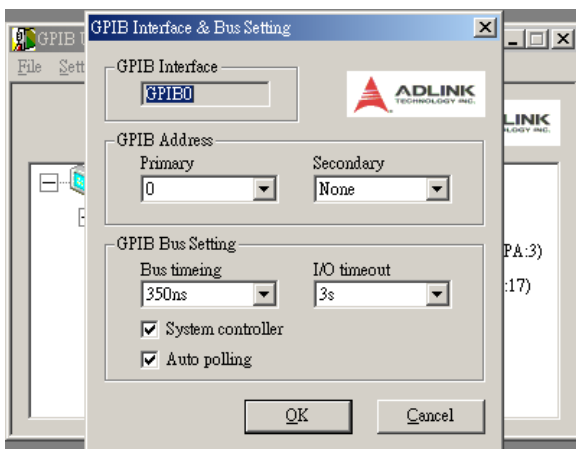 GPIB Interface & Bus Setting
GPIB U
File Sett
GPIB Interface
GPIB0
ADLINK
TECHNOLOGY INC.
LINK
LOGY INC.
GPIB Address
Primary Secondary
0 None
GPIB Bus Setting
PA:3)
Bus timeing I/O timeout
:17)
350ns 3s
System controller
Auto polling
OK Cancel